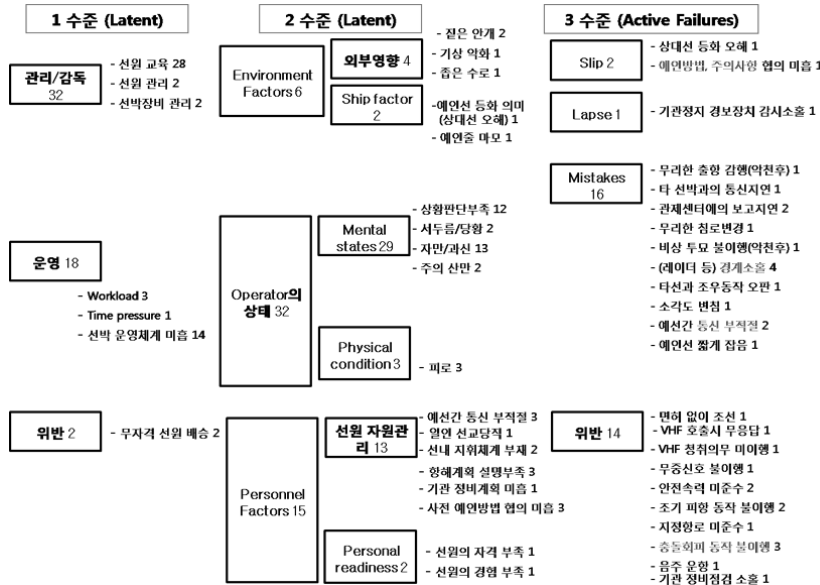 1 수준 (Latent)
관리/감독
32
- 선원 교육 28
- 선원 관리 2
- 선박장비 관리 2
운영 18
- Workload 3
- Time pressure 1
- 선박 운영체계 미흡 14
위반 2
- 무자격 선원 배승 2
2 수준 (Latent)
Environment
Factors 6
외부영향 4
- 짙은 안개 2
- 기상 악화 1
- 좁은 수로 1
Ship factor
2
-예인선 등화 의미
(상대선 오해) 1
- 예인줄 마모 1
Operator의
상태 32
Mental
states 29
- 상황판단부족 12
- 서두름/당황 2
- 자만/과신 13
- 주의 산만 2
Physical
condition 3
- 피로 3
Personnel
Factors 15
선원 자원관
리 13
- 예선간 통신 부적절 3
- 일인 선교당직 1
- 선내 지휘체계 부재 2
- 항해계획 설명부족 3
- 기관 정비계획 미흡 1
- 사전 예인방법 협의 미흡 3
Personal
readiness 2
- 선원의 자격 부족 1
- 선원의 경험 부족 1
3 수준 (Active Failures)
Slip 2
- 상대선 등화 오해 1
- 예인방법, 주의사항 협의 미흡 1
Lapse 1
- 기관정지 경보장치 감시소홀 1
Mistakes
16
- 무리한 출항 감행(악천후) 1
- 타 선박과의 통신지연 1
- 관제센터에의 보고지연 2
- 무리한 침로변경 1
- 비상 투묘 불이행(악천후) 1
- (레이더 등) 경계소홀 4
- 타선과 조우동작 오판 1
- 소각도 변침 1
- 예선간 통신 부적절 2
- 예인선 짧게 잡음 1
위반 14
- 면허 없이 조선 1
- VHF 호출시 무응답 1
- VHF 청취의무 미이행 1
- 무중신호 불이행 1
- 안전속력 미준수 2
- 조기 피항 동작 불이행 2
- 지정항로 미준수 1
- 충돌회피 동작 불이행 3
- 음주 운항 1
- 기관 정비점검 소홀 1